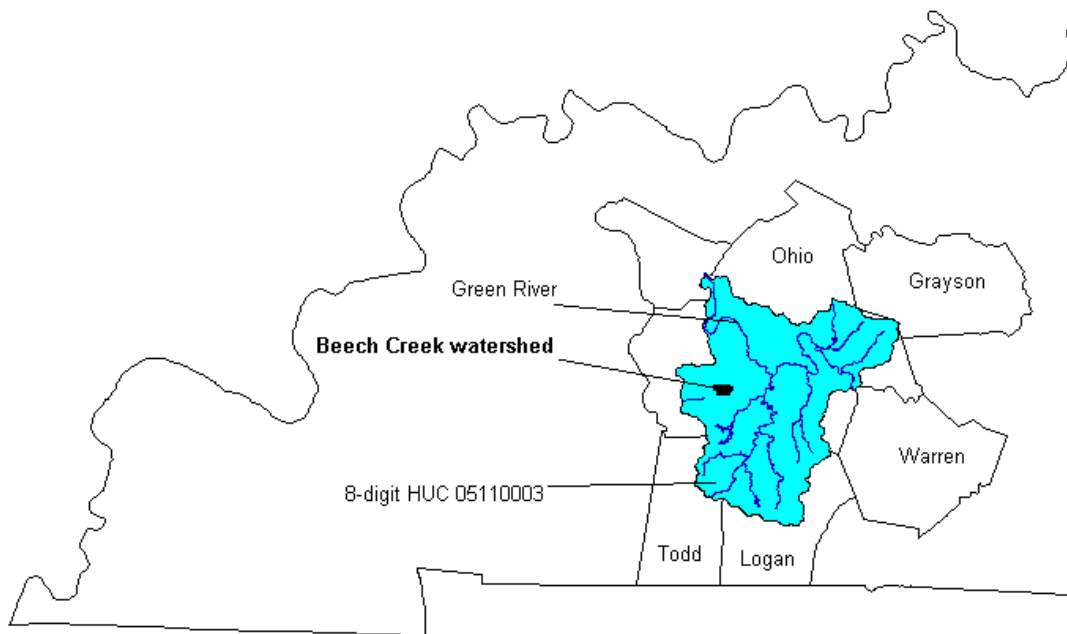 Ohio
Grayson
Green River
Beech Creek watershed
Warren
8-digit HUC 05110003
Todd
Logan